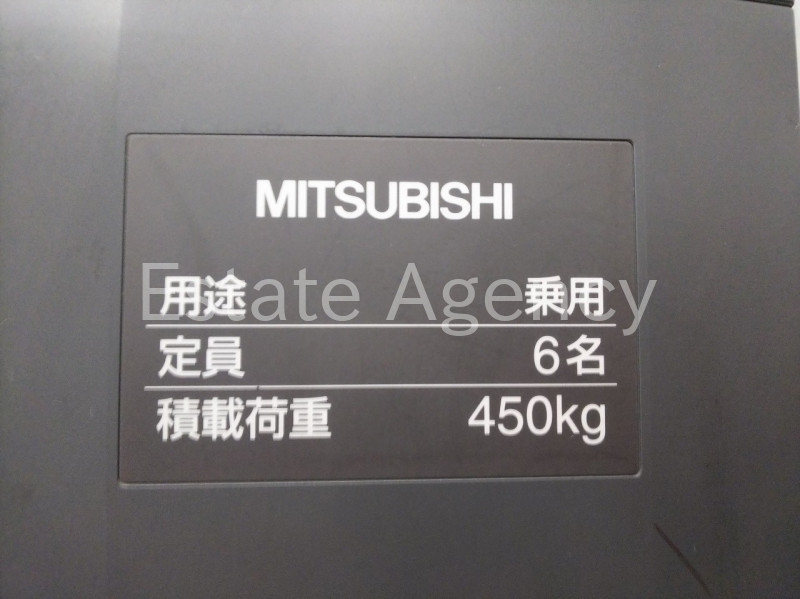 MITSUBISHI
Estate Agency
用途 乗用
定員 6名
積載荷重 450kg